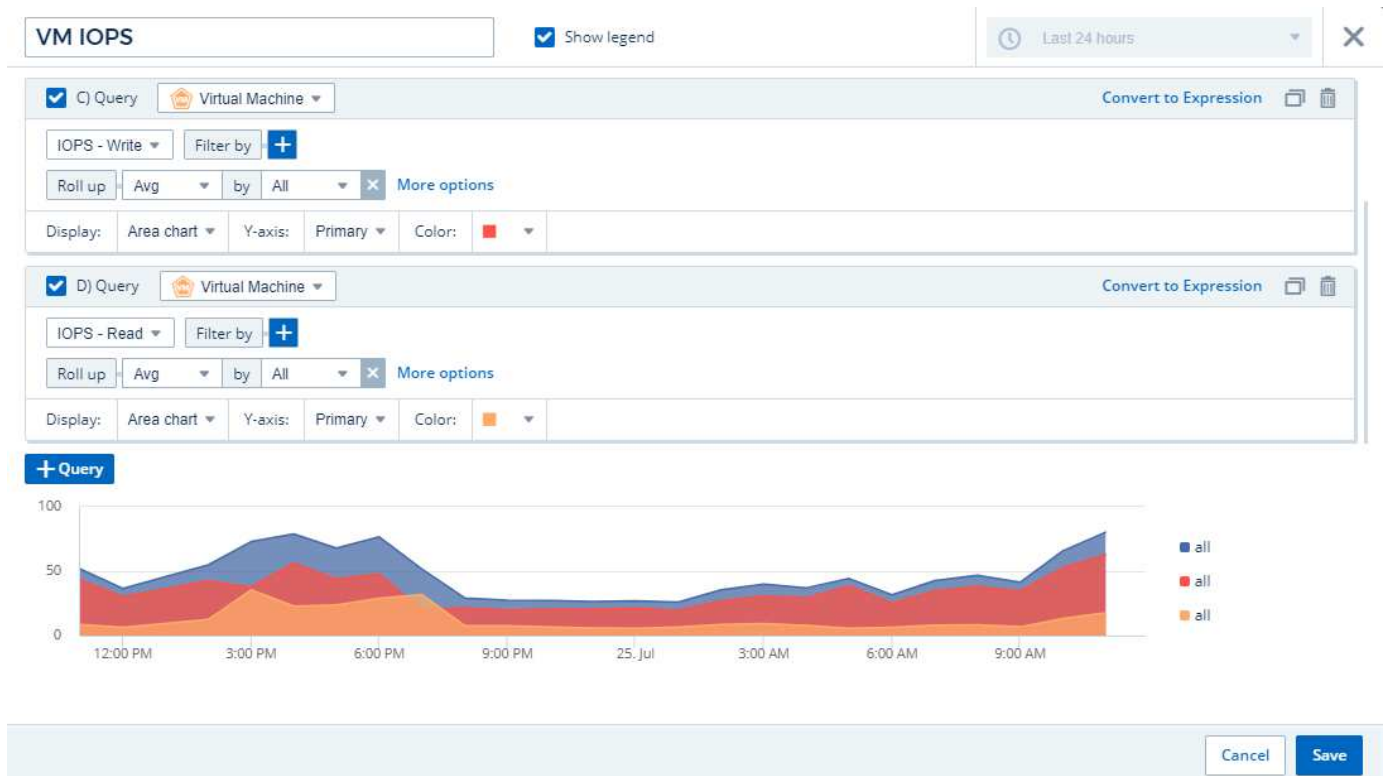 VM IOPS Show legend Last 24 hours
C) Query Virtual Machine Convert to Expression
IOPS - Write Filter by
Roll up Avg by All More options
Display: Area chart Y-axis: Primary Color:
D) Query Virtual Machine Convert to Expression
IOPS - Read Filter by
Roll up Avg by All More options
Display: Area chart Y-axis: Primary Color:
+ Query
100
50
0
all
all
all
12:00 PM 3:00 PM 6:00 PM 9:00 PM 25. Jul 3:00 AM 6:00 AM 9:00 AM
Cancel Save